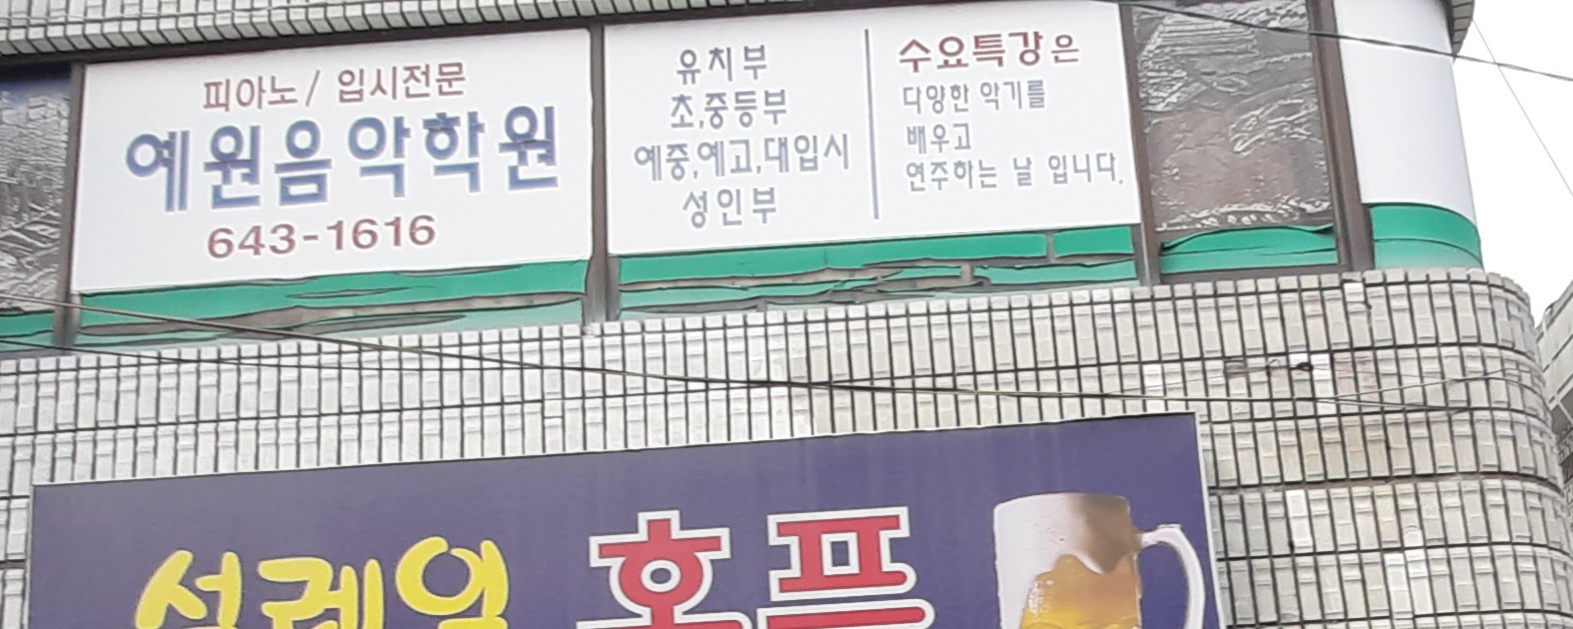 피아노/ 입시전문
예원음악학원
643-1616
유치부
초,중등부
예중,예고,대입시
성인부
수요특강은
다양한 악기를
배우고
연주하는 날 입니다.
호프